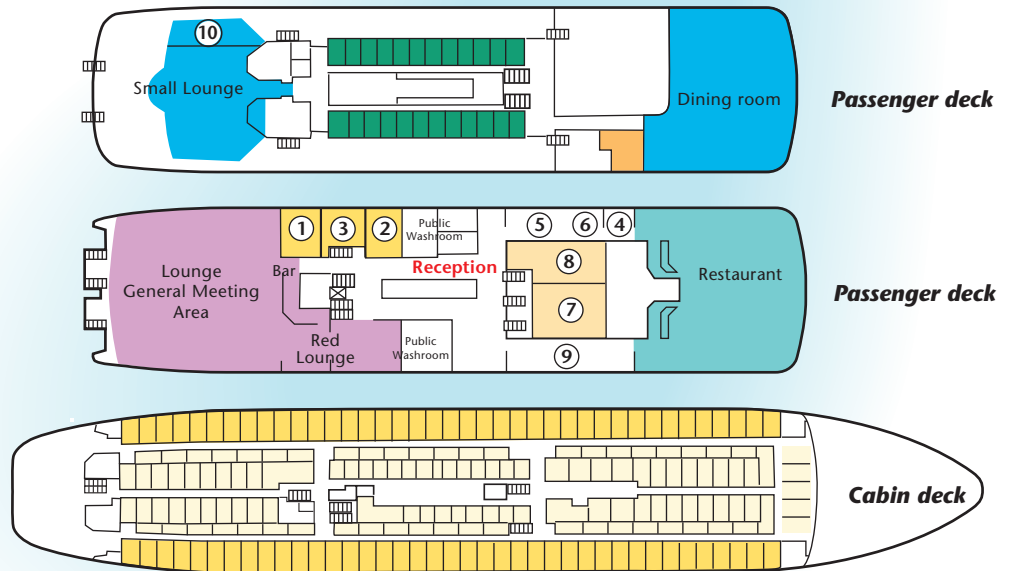 10
Small Lounge
Dining room
Passenger deck
1
3
2
Public
Washroom
5
6
4
Reception
8
Lounge
General Meeting
Area
Bar
Restaurant
Passenger deck
7
Red
Lounge
Public
Washroom
9
Cabin deck